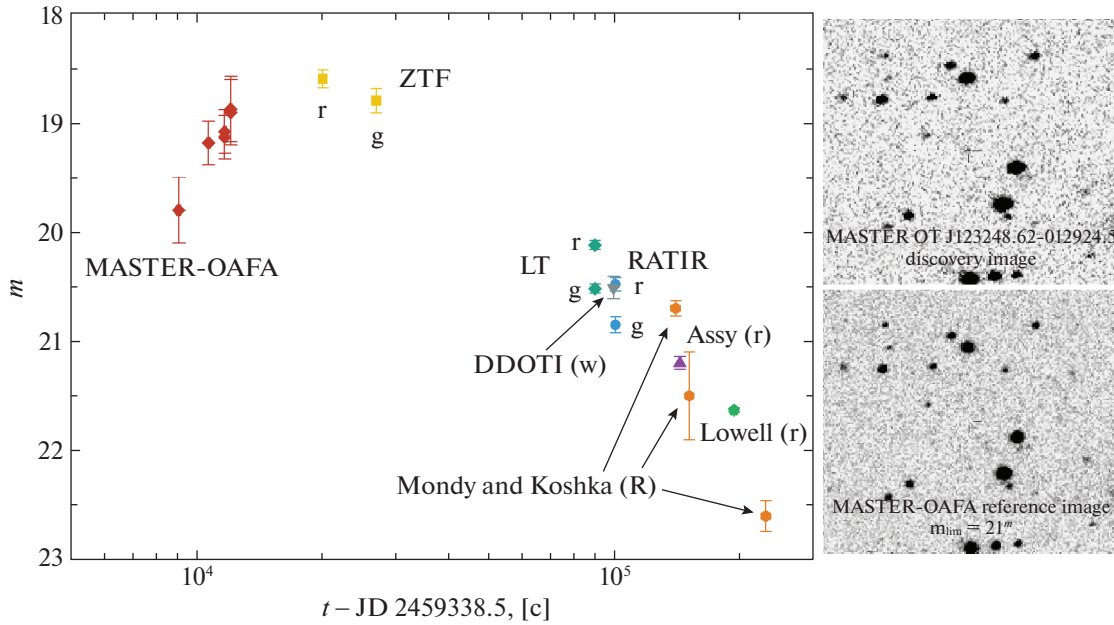 18
19
20
21
22
23
m
10⁴
10⁵
t – JD 2459338.5, [c]
MASTER-OAFA
ZTF
r
g
LT
r
g
RATIR
r
g
DDOTI (w)
Assy (r)
Lowell (r)
Mondy and Koshka (R)
MASTER OT J123248.62-012924.5
discovery image
MASTER-OAFA reference image
m_lim = 21ᵐ